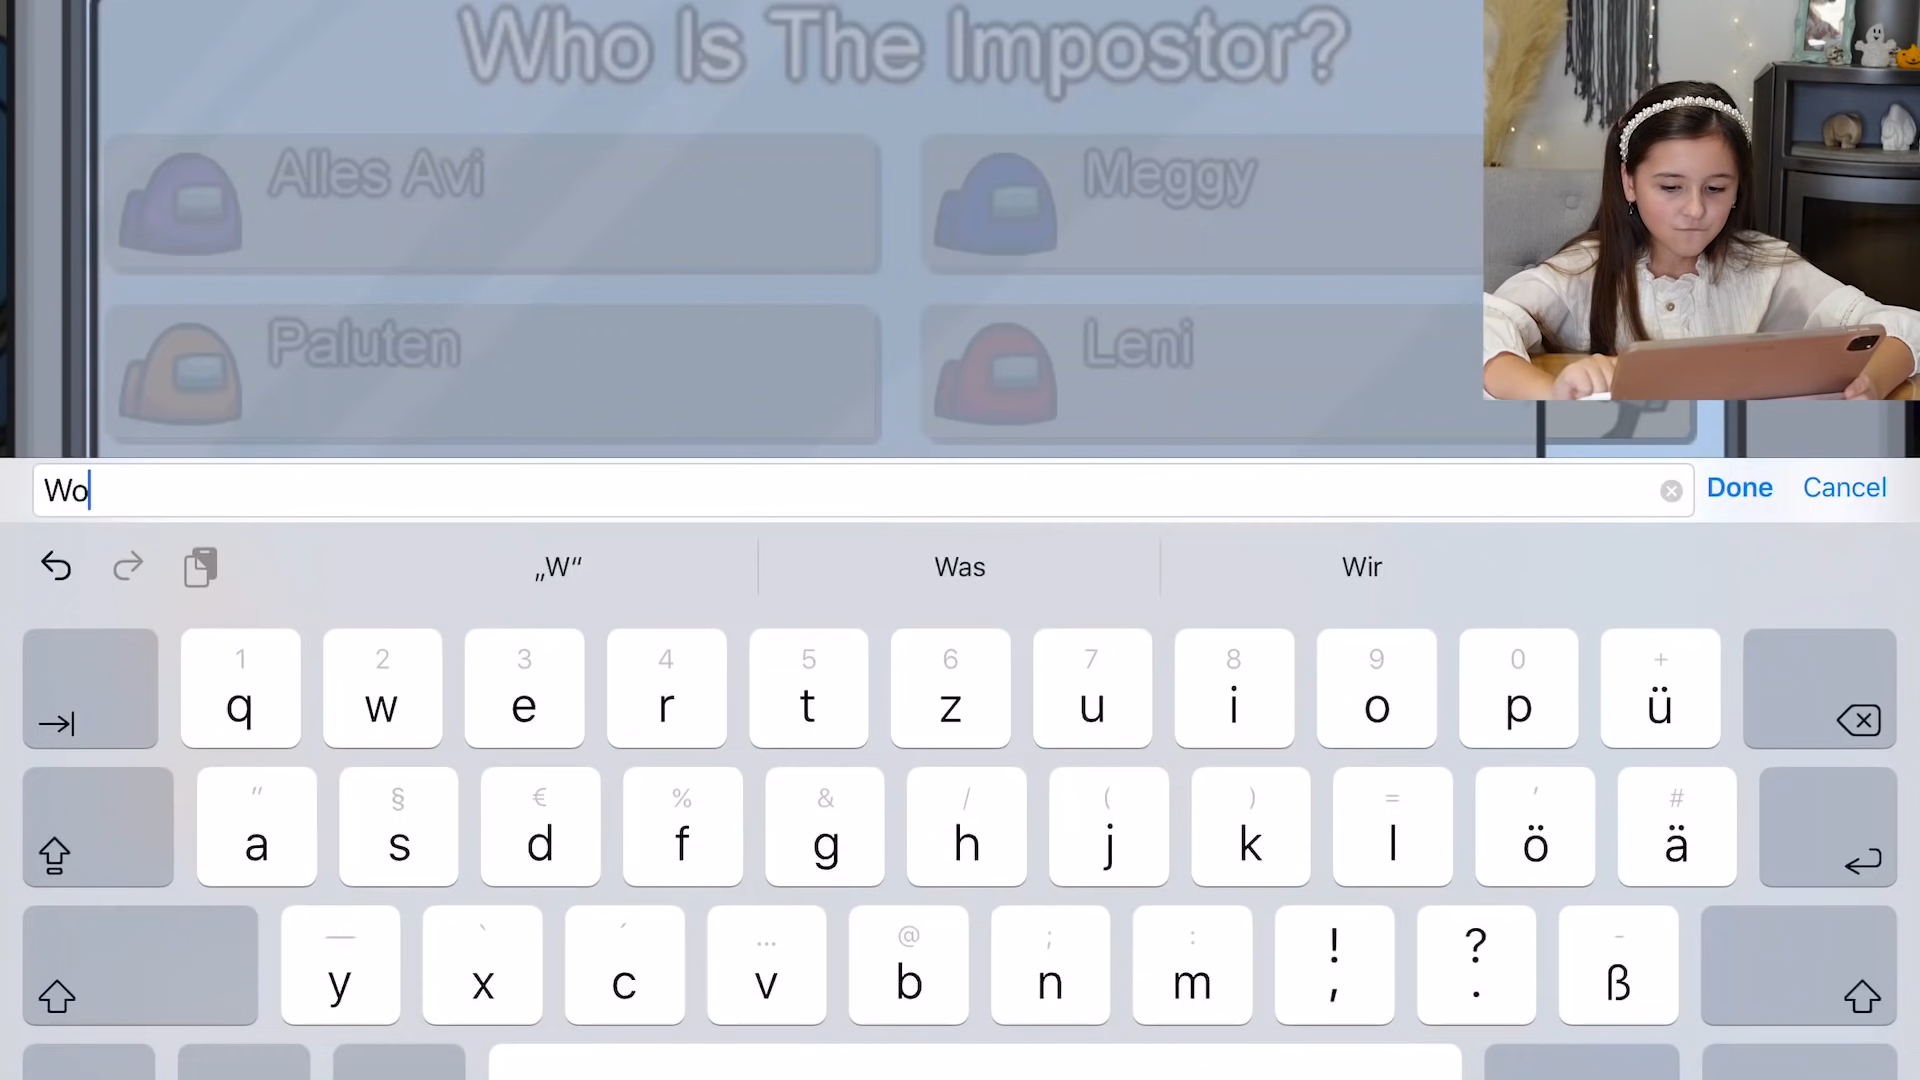 Who Is The Impostor?
Alles Avi
Meggy
Paluten
Leni
Wo
Done
Cancel
„W“
Was
Wir
1 2 3 4 5 6 7 8 9 0 +
q w e r t z u i o p ü
" § € % & / ( ) = ' #
a s d f g h j k l ö ä
— ` ´ … @ ; : ! ? -
y x c v b n m , . ß